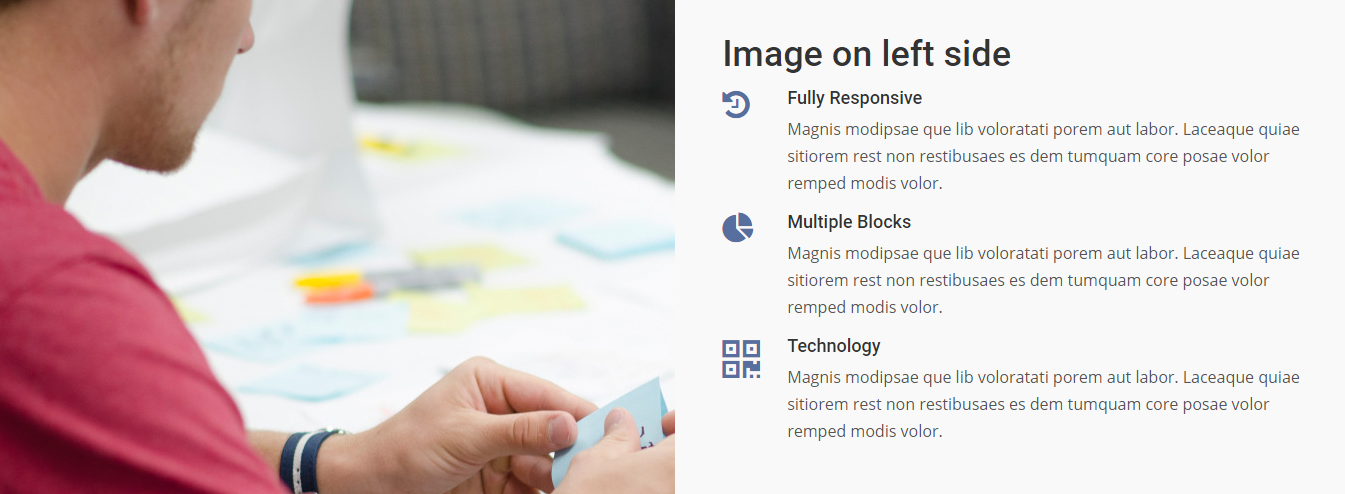 Image on left side
Fully Responsive
Magnis modipsae que lib voloratati porem aut labor. Laceaque quiae
sitiorem rest non restibusaes es dem tumquam core posae volor
remped modis volor.
Multiple Blocks
Magnis modipsae que lib voloratati porem aut labor. Laceaque quiae
sitiorem rest non restibusaes es dem tumquam core posae volor
remped modis volor.
Technology
Magnis modipsae que lib voloratati porem aut labor. Laceaque quiae
sitiorem rest non restibusaes es dem tumquam core posae volor
remped modis volor.